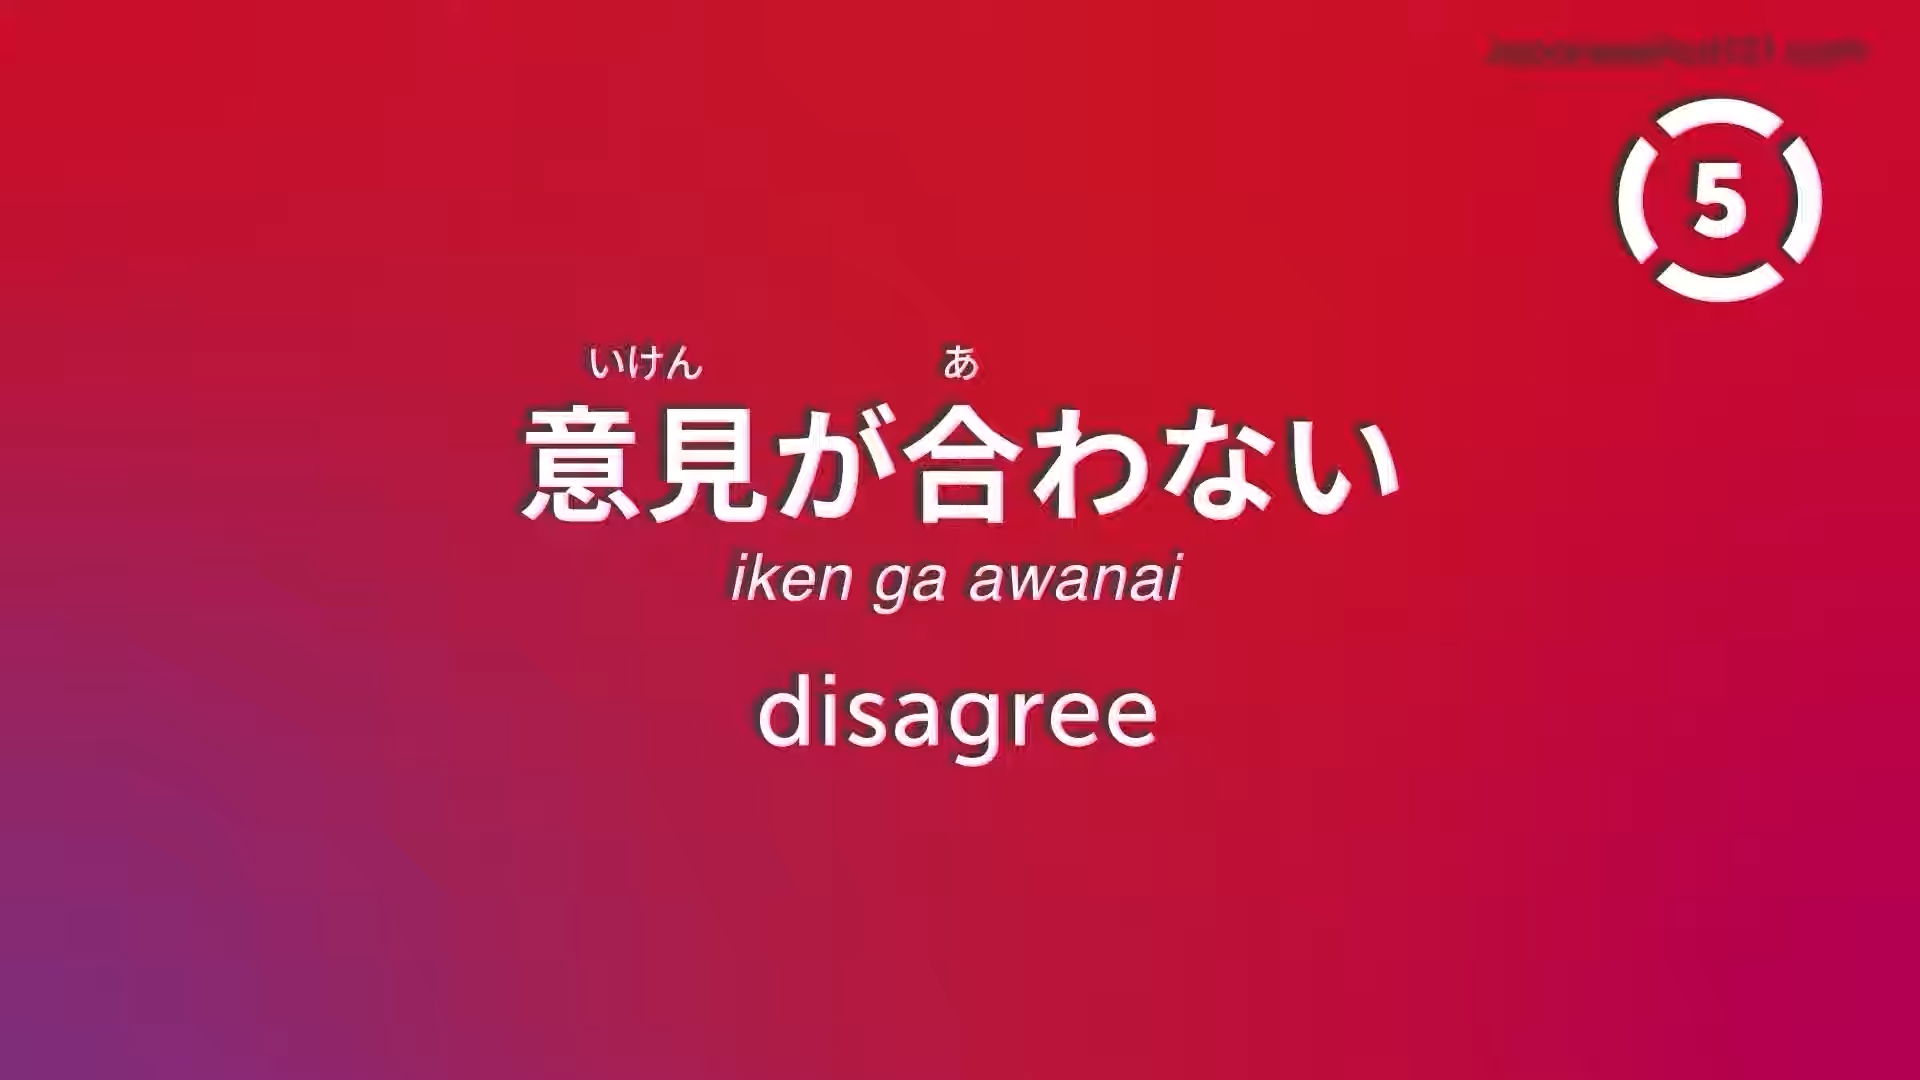 5
いけん あ
意見が合わない
iken ga awanai
disagree